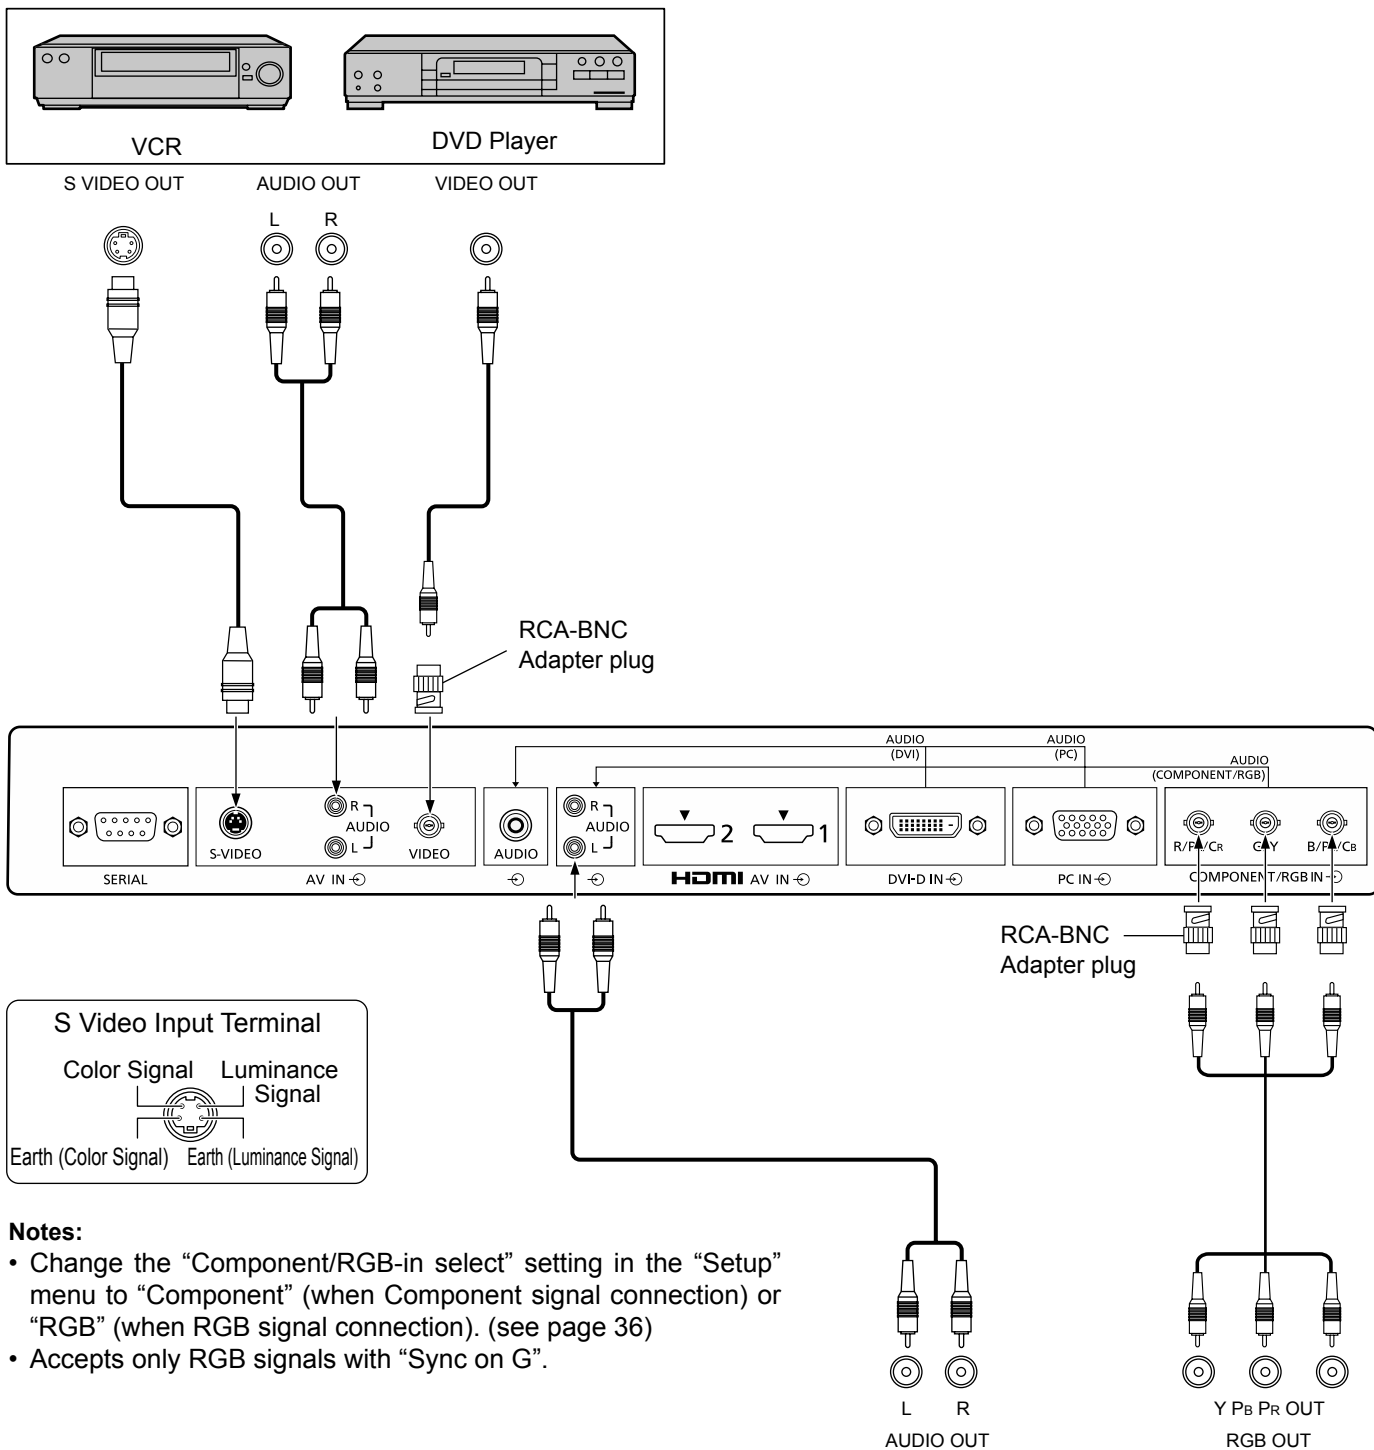 VCR
DVD Player
S VIDEO OUT
AUDIO OUT
VIDEO OUT
L R
RCA-BNC
Adapter plug
AUDIO
(DVI)
AUDIO
(PC)
AUDIO
(COMPONENT/RGB)
R
AUDIO
L
S-VIDEO
VIDEO
AUDIO
R
AUDIO
L
2
1
R/PR/CR
G/Y
B/PB/CB
SERIAL
AV IN
HDMI AV IN
DVI-D IN
PC IN
COMPONENT/RGB IN
RCA-BNC
Adapter plug
S Video Input Terminal
Color Signal
Luminance
Signal
Earth (Color Signal)
Earth (Luminance Signal)
Notes:
• Change the “Component/RGB-in select” setting in the “Setup”
menu to “Component” (when Component signal connection) or
“RGB” (when RGB signal connection). (see page 36)
• Accepts only RGB signals with “Sync on G”.
L R
AUDIO OUT
Y PB PR OUT
RGB OUT